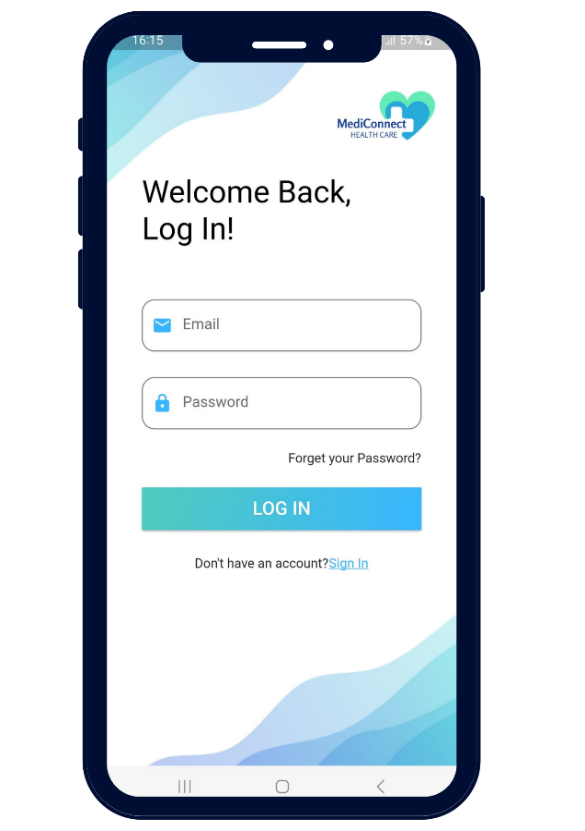 16:15 57%
MediConnect
HEALTH CARE
Welcome Back,
Log In!
Email
Password
Forget your Password?
LOG IN
Don't have an account?Sign In